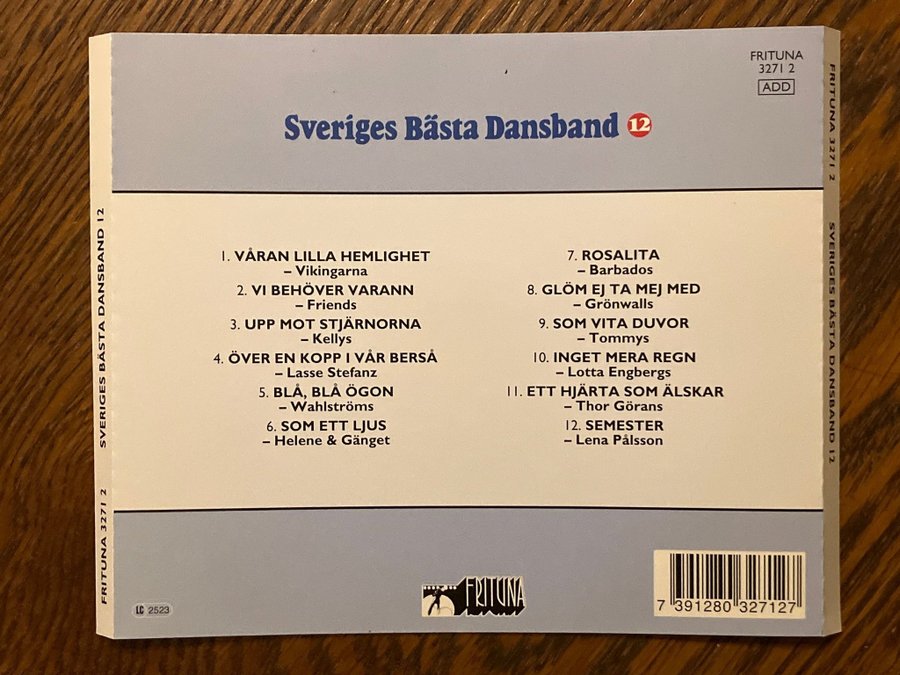 FRITUNA
3271 2
ADD
Sveriges Bästa Dansband 12
1. VÅRAN LILLA HEMLIGHET
– Vikingarna
2. VI BEHÖVER VARANN
– Friends
3. UPP MOT STJÄRNORNA
– Kellys
4. ÖVER EN KOPP I VÅR BERSÅ
– Lasse Stefanz
5. BLÅ, BLÅ ÖGON
– Wahlströms
6. SOM ETT LJUS
– Helene & Gänget
7. ROSALITA
– Barbados
8. GLÖM EJ TA MEJ MED
– Grönwalls
9. SOM VITA DUVOR
– Tommys
10. INGET MERA REGN
– Lotta Engbergs
11. ETT HJÄRTA SOM ÄLSKAR
– Thor Görans
12. SEMESTER
– Lena Pålsson
LC 2523
FRITUNA
7 391280 327127
FRITUNA 3271 2 SVERIGES BÄSTA DANSBAND 12
FRITUNA 3271 2 SVERIGES BÄSTA DANSBAND 12